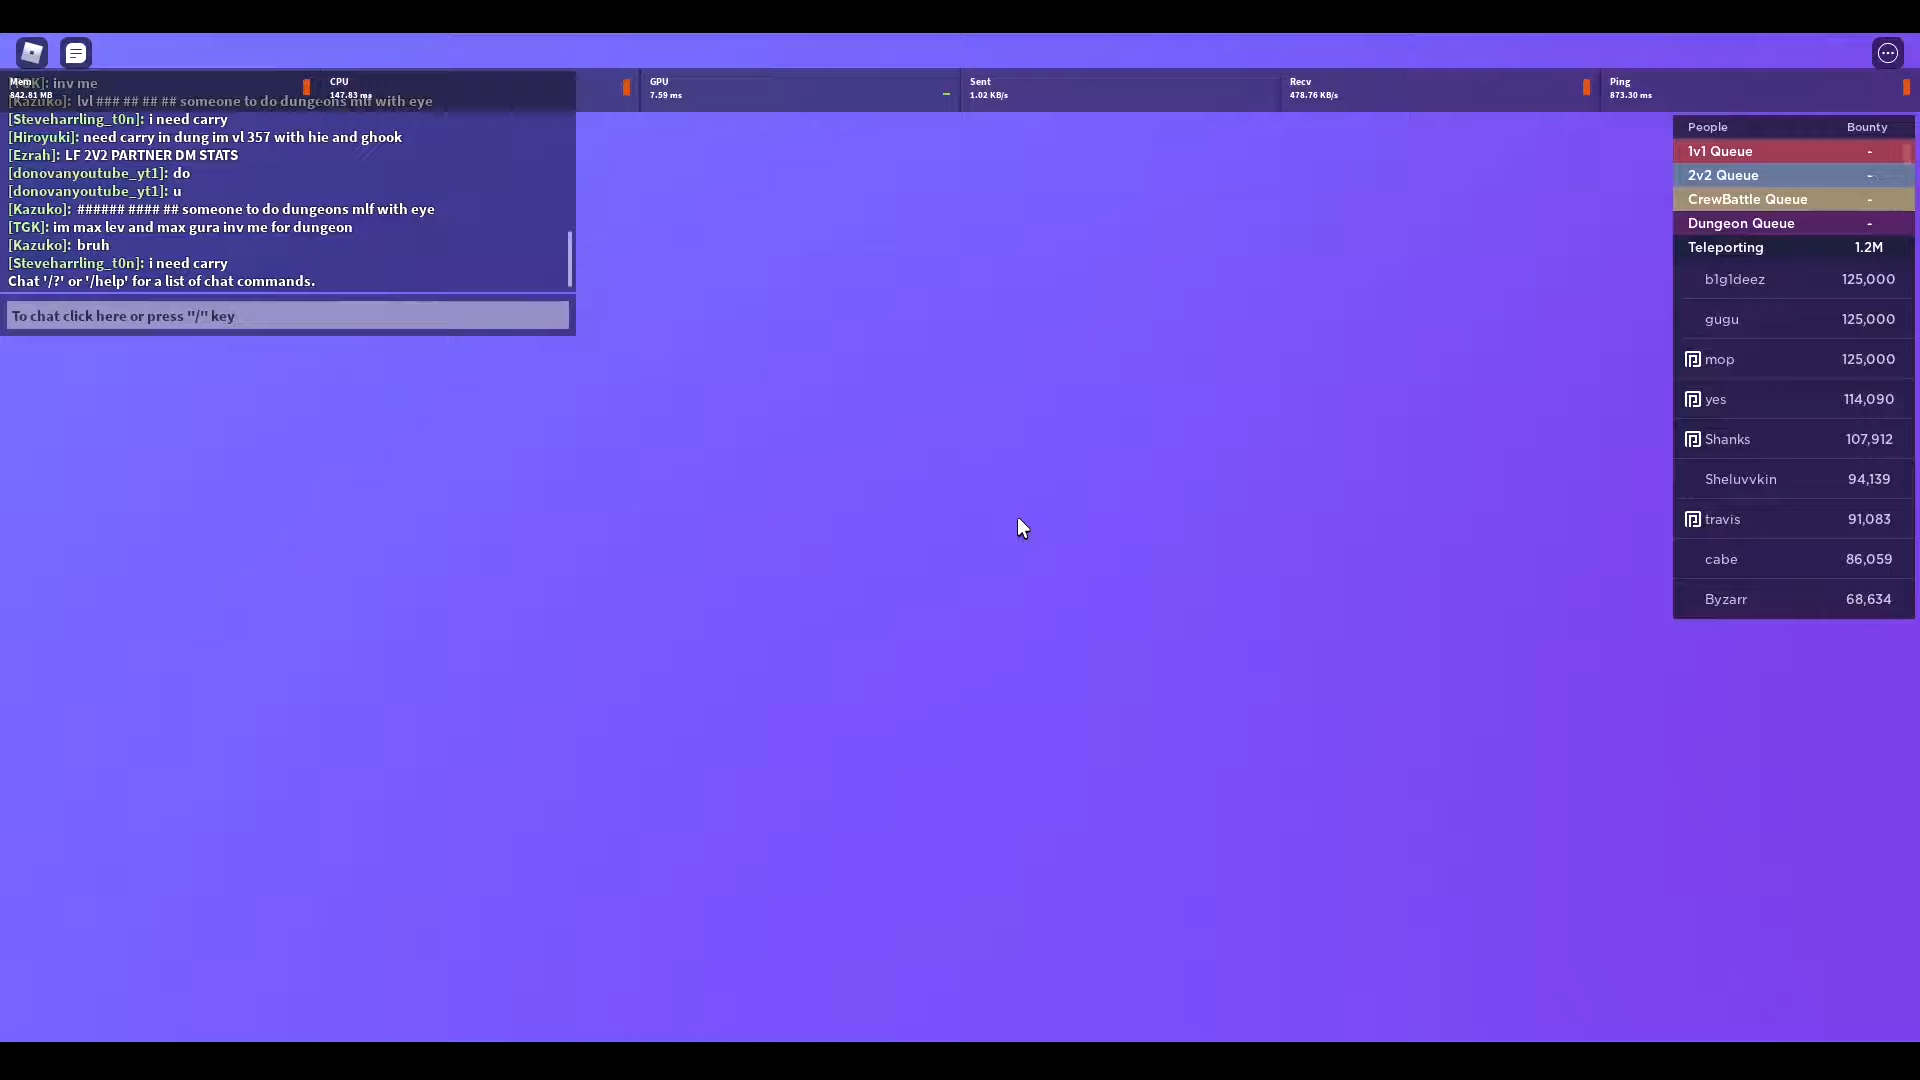 Mem
842.81 MB
CPU
147.83 ms
GPU
7.59 ms
Sent
1.02 KB/s
Recv
478.76 KB/s
Ping
873.30 ms
[TGK]: inv me
[Kazuko]: lvl ### ## ## ## someone to do dungeons mlf with eye
[Steveharrling_t0n]: i need carry
[Hiroyuki]: need carry in dung im vl 357 with hie and ghook
[Ezrah]: LF 2V2 PARTNER DM STATS
[donovanyoutube_yt1]: do
[donovanyoutube_yt1]: u
[Kazuko]: ###### #### ## someone to do dungeons mlf with eye
[TGK]: im max lev and max gura inv me for dungeon
[Kazuko]: bruh
[Steveharrling_t0n]: i need carry
Chat '/?' or '/help' for a list of chat commands.
To chat click here or press "/" key
People Bounty
1v1 Queue -
2v2 Queue -
CrewBattle Queue -
Dungeon Queue -
Teleporting 1.2M
b1g1deez 125,000
gugu 125,000
mop 125,000
yes 114,090
Shanks 107,912
Sheluvvkin 94,139
travis 91,083
cabe 86,059
Byzarr 68,634